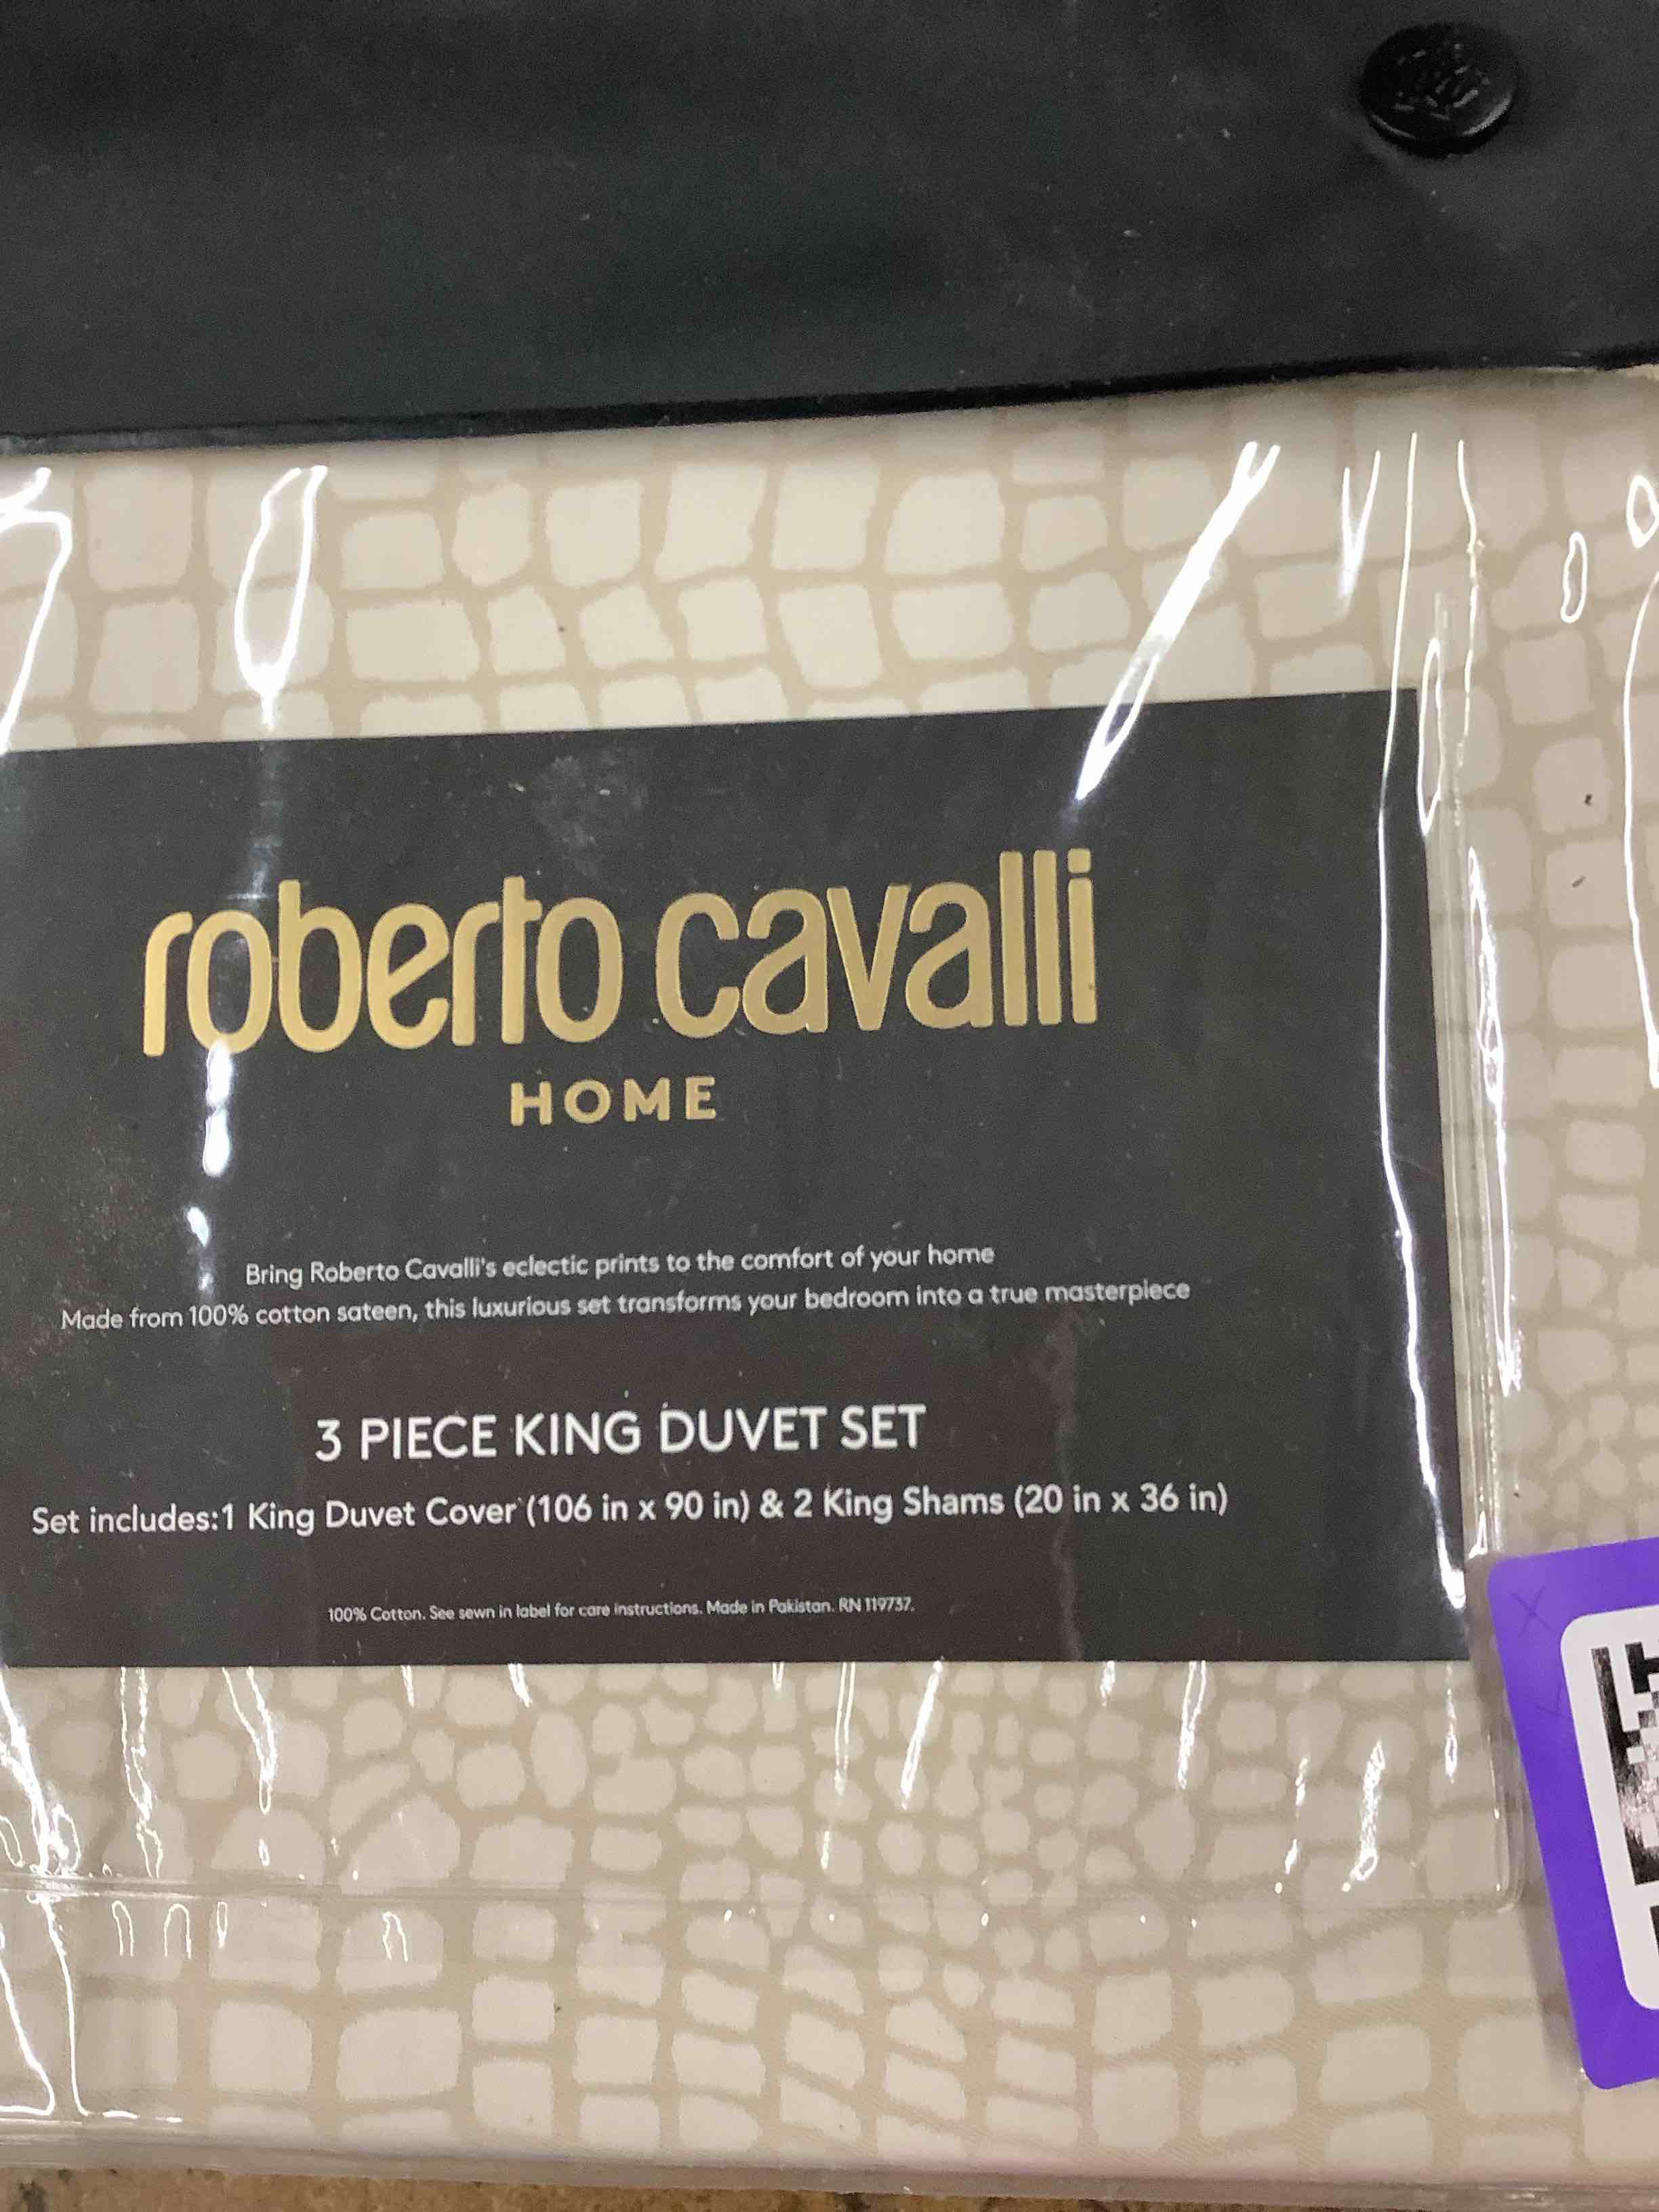 roberto cavalli
HOME
Bring Roberto Cavalli's eclectic prints to the comfort of your home
Made from 100% cotton sateen, this luxurious set transforms your bedroom into a true masterpiece
3 PIECE KING DUVET SET
Set includes:1 King Duvet Cover (106 in x 90 in) & 2 King Shams (20 in x 36 in)
100% Cotton. See sewn in label for care instructions. Made in Pakistan. RN 119737.